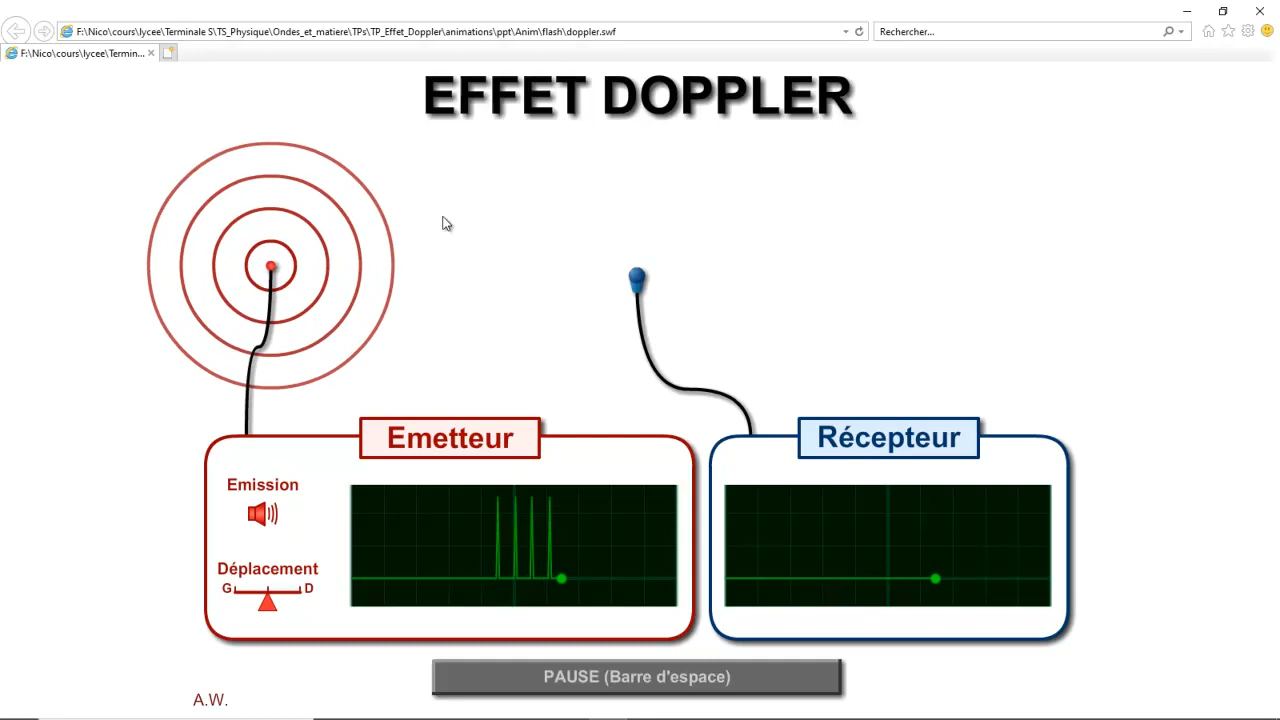 F:\Nico\cours\lycee\Terminale S\TS_Physique\Ondes_et_matiere\TPs\TP_Effet_Doppler\animations\ppt\Anim\flash\doppler.swf
Rechercher...
F:\Nico\cours\lycee\Termin...
EFFET DOPPLER
Emetteur
Récepteur
Emission
Déplacement
G D
PAUSE (Barre d'espace)
A.W.